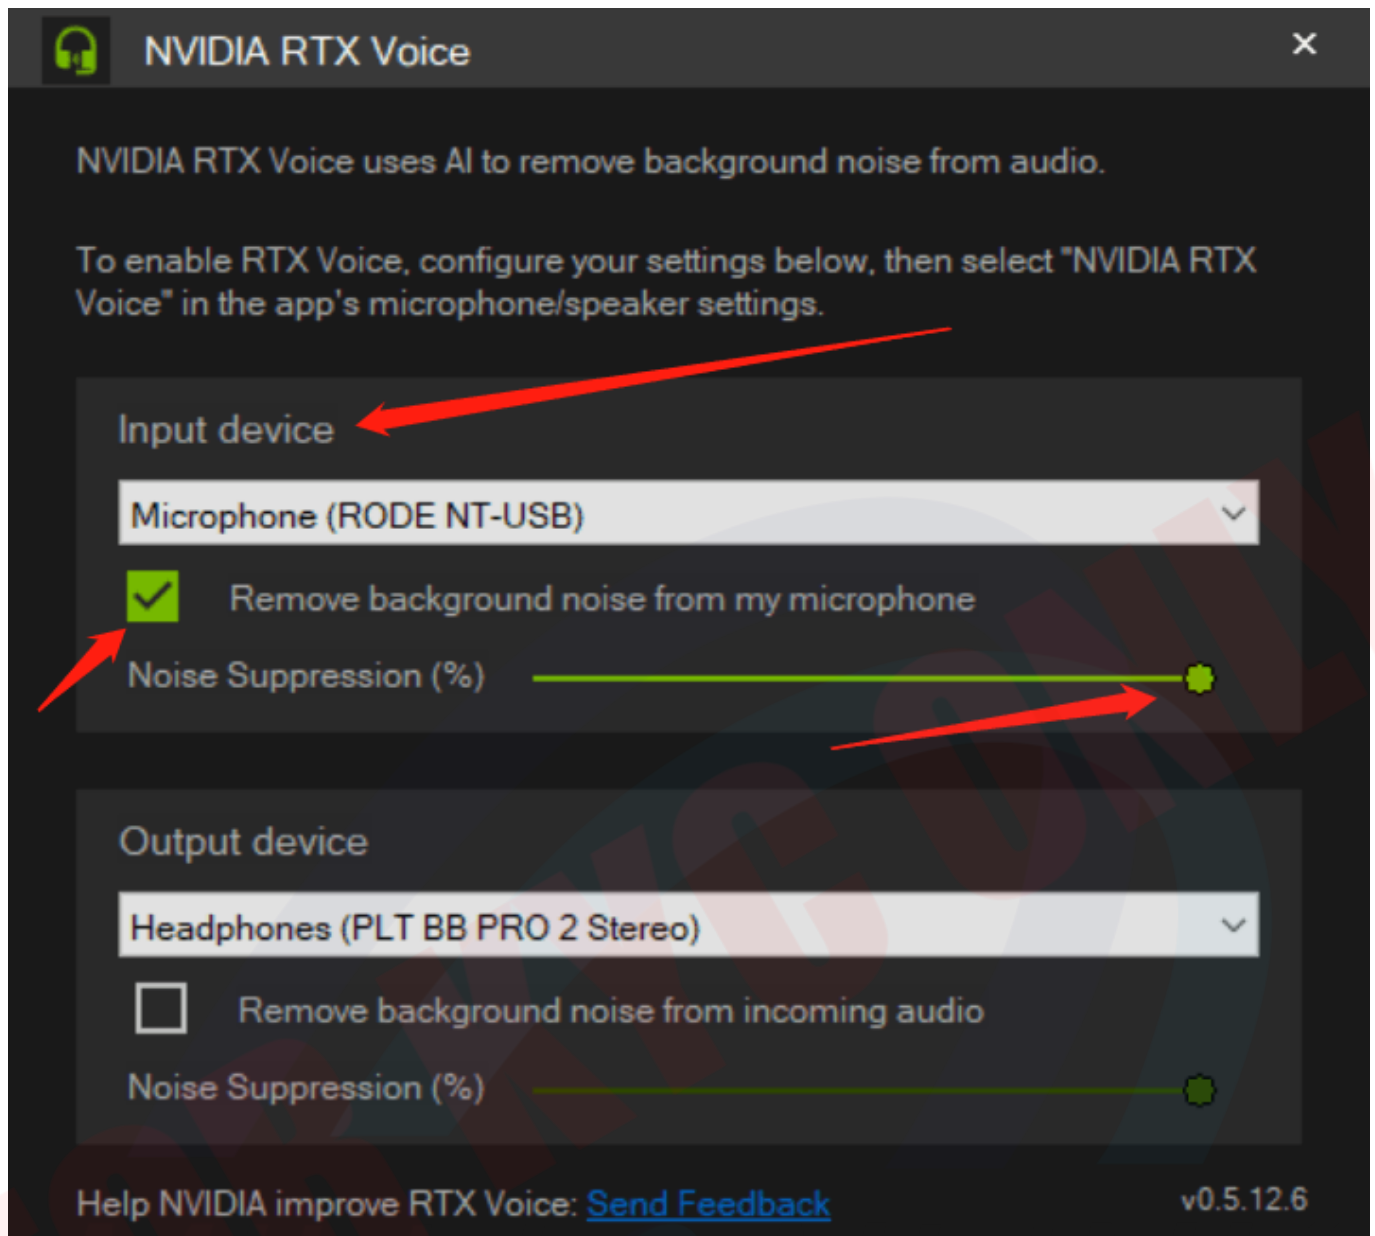 NVIDIA RTX Voice
NVIDIA RTX Voice uses AI to remove background noise from audio.
To enable RTX Voice, configure your settings below, then select "NVIDIA RTX
Voice" in the app's microphone/speaker settings.
Input device
Microphone (RODE NT-USB)
Remove background noise from my microphone
Noise Suppression (%)
Output device
Headphones (PLT BB PRO 2 Stereo)
Remove background noise from incoming audio
Noise Suppression (%)
Help NVIDIA improve RTX Voice: Send Feedback
v0.5.12.6
FOR KYC ONLY